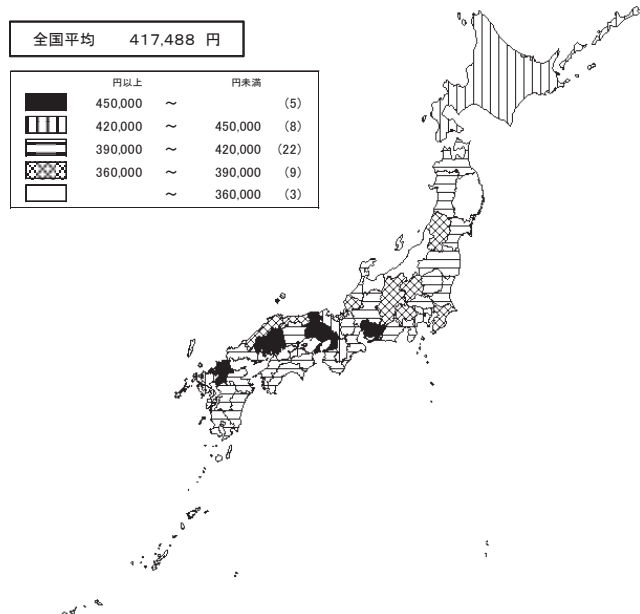 全国平均 417,488 円
円以上 円未満
450,000 ～ (5)
420,000 ～ 450,000 (8)
390,000 ～ 420,000 (22)
360,000 ～ 390,000 (9)
～ 360,000 (3)